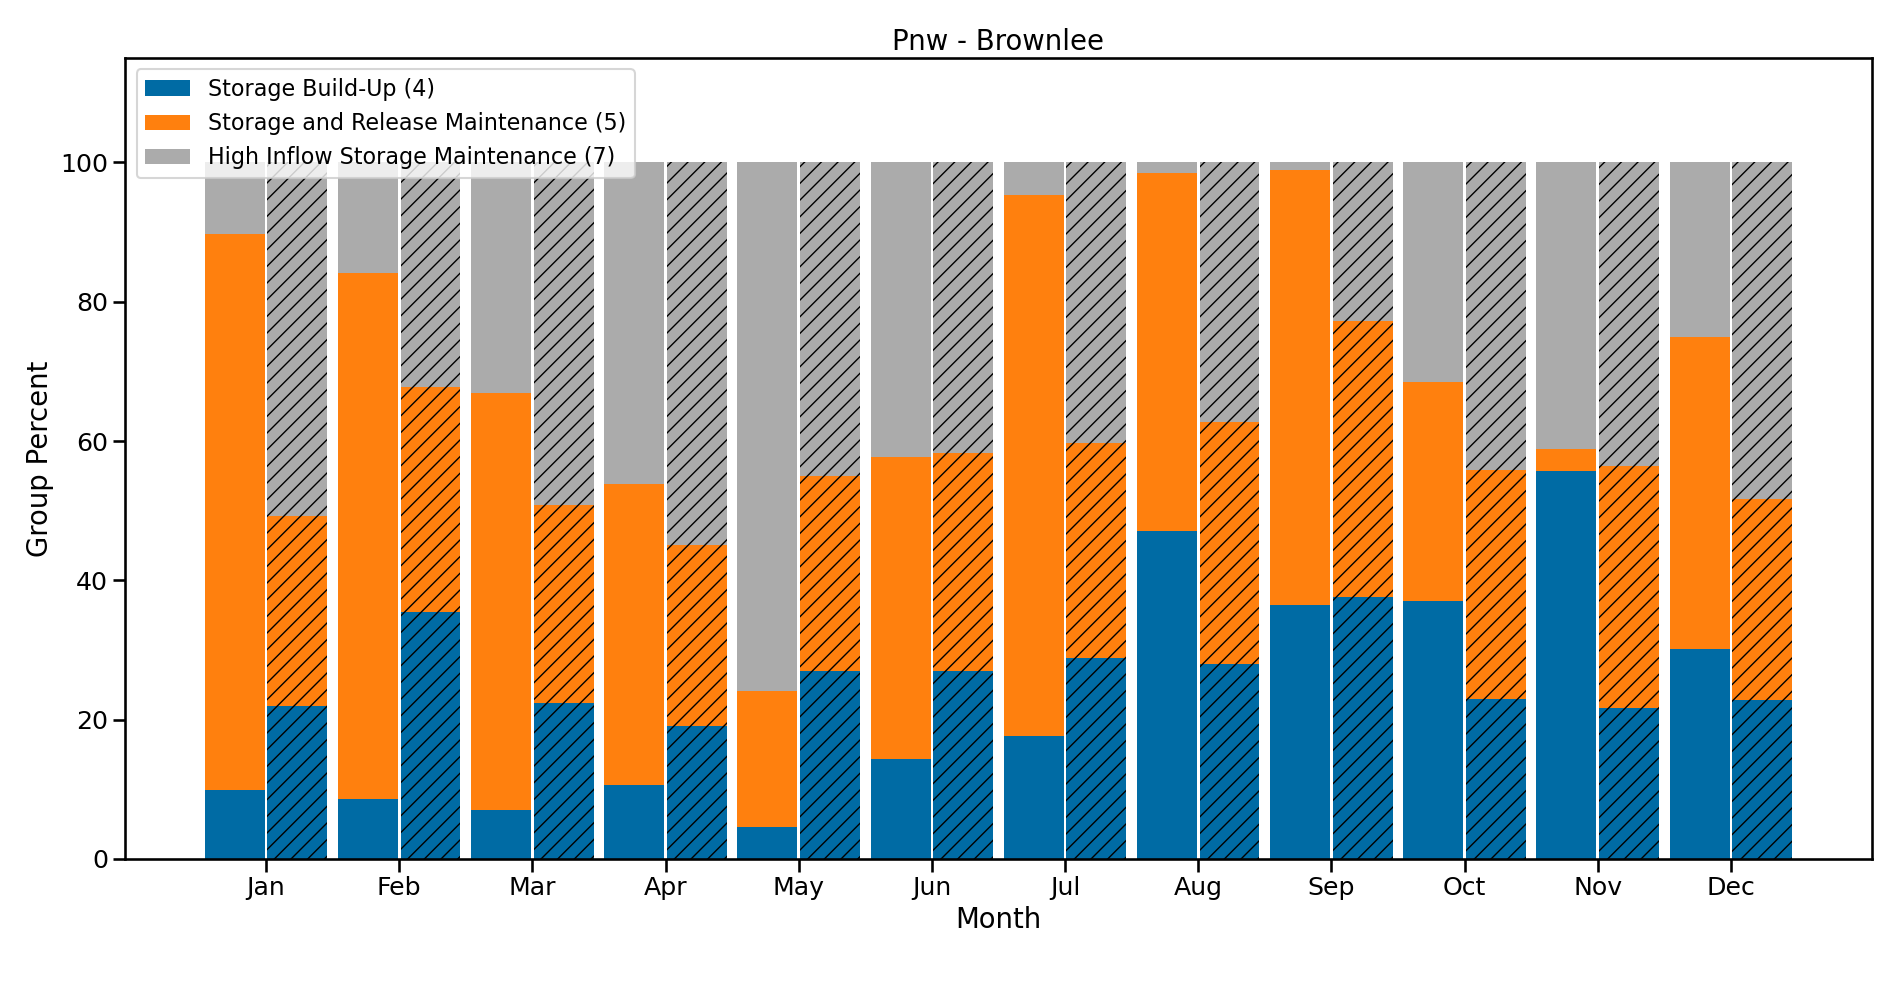 Pnw - Brownlee
Storage Build-Up (4)
Storage and Release Maintenance (5)
High Inflow Storage Maintenance (7)
100
80
60
40
20
0
Group Percent
Jan Feb Mar Apr May Jun Jul Aug Sep Oct Nov Dec
Month